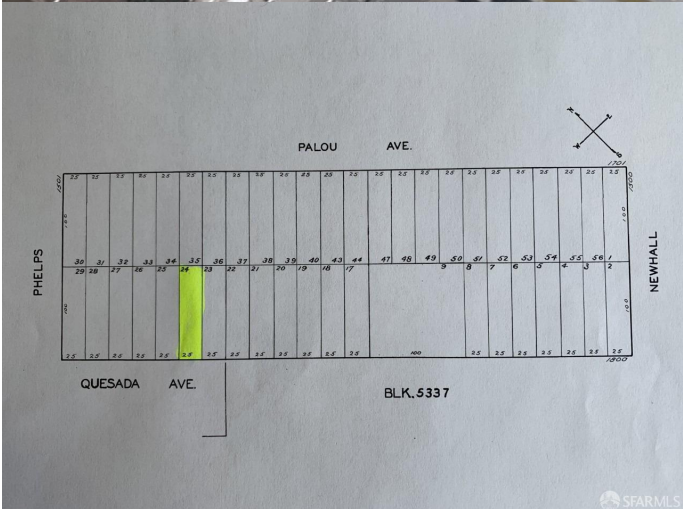 PALOU AVE.
1501 25 25 25 25 25 25 25 25 25 25 25 25 25 25 25 25 25 25 25 25 25 25 25 25 1701
1500
100 100
PHELPS
NEWHALL
30 31 32 33 34 35 36 37 38 39 40 43 44 47 48 49 50 51 52 53 54 55 56 1
29 28 27 26 25 24 23 22 21 20 19 18 17 9 8 7 6 5 4 3 2
100 100
25 25 25 25 25 25 25 25 25 25 25 25 25 100 25 25 25 25 25 25 25
1800
QUESADA AVE.
BLK. 5337
SFARMLS